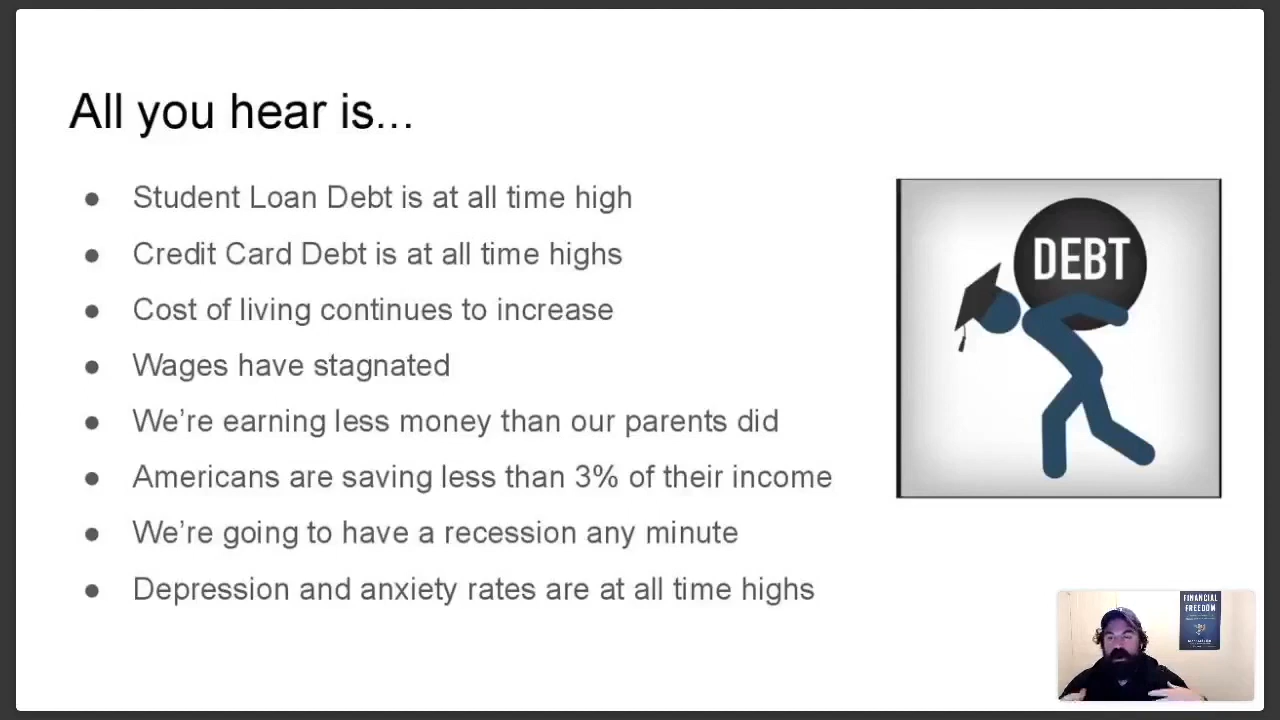 All you hear is...
● Student Loan Debt is at all time high
● Credit Card Debt is at all time highs
● Cost of living continues to increase
● Wages have stagnated
● We're earning less money than our parents did
● Americans are saving less than 3% of their income
● We're going to have a recession any minute
● Depression and anxiety rates are at all time highs
DEBT
FINANCIAL
FREEDOM